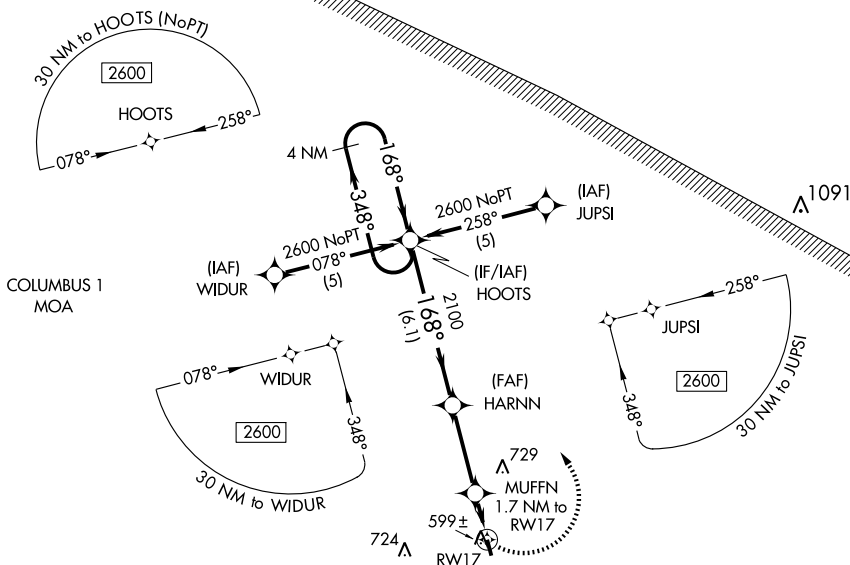 30 NM to HOOTS (NoPT)
2600
HOOTS
078°
258°
4 NM
168°
348°
2600 NoPT
258°
(5)
(IAF)
JUPSI
1091
2600 NoPT
078°
(5)
(IAF)
WIDUR
(IF/IAF)
HOOTS
COLUMBUS 1
MOA
2100
168°
(6.1)
258°
JUPSI
2600
348°
30 NM to JUPSI
078°
WIDUR
2600
348°
30 NM to WIDUR
(FAF)
HARNN
729
MUFFN
1.7 NM to
RW17
599±
724
RW17